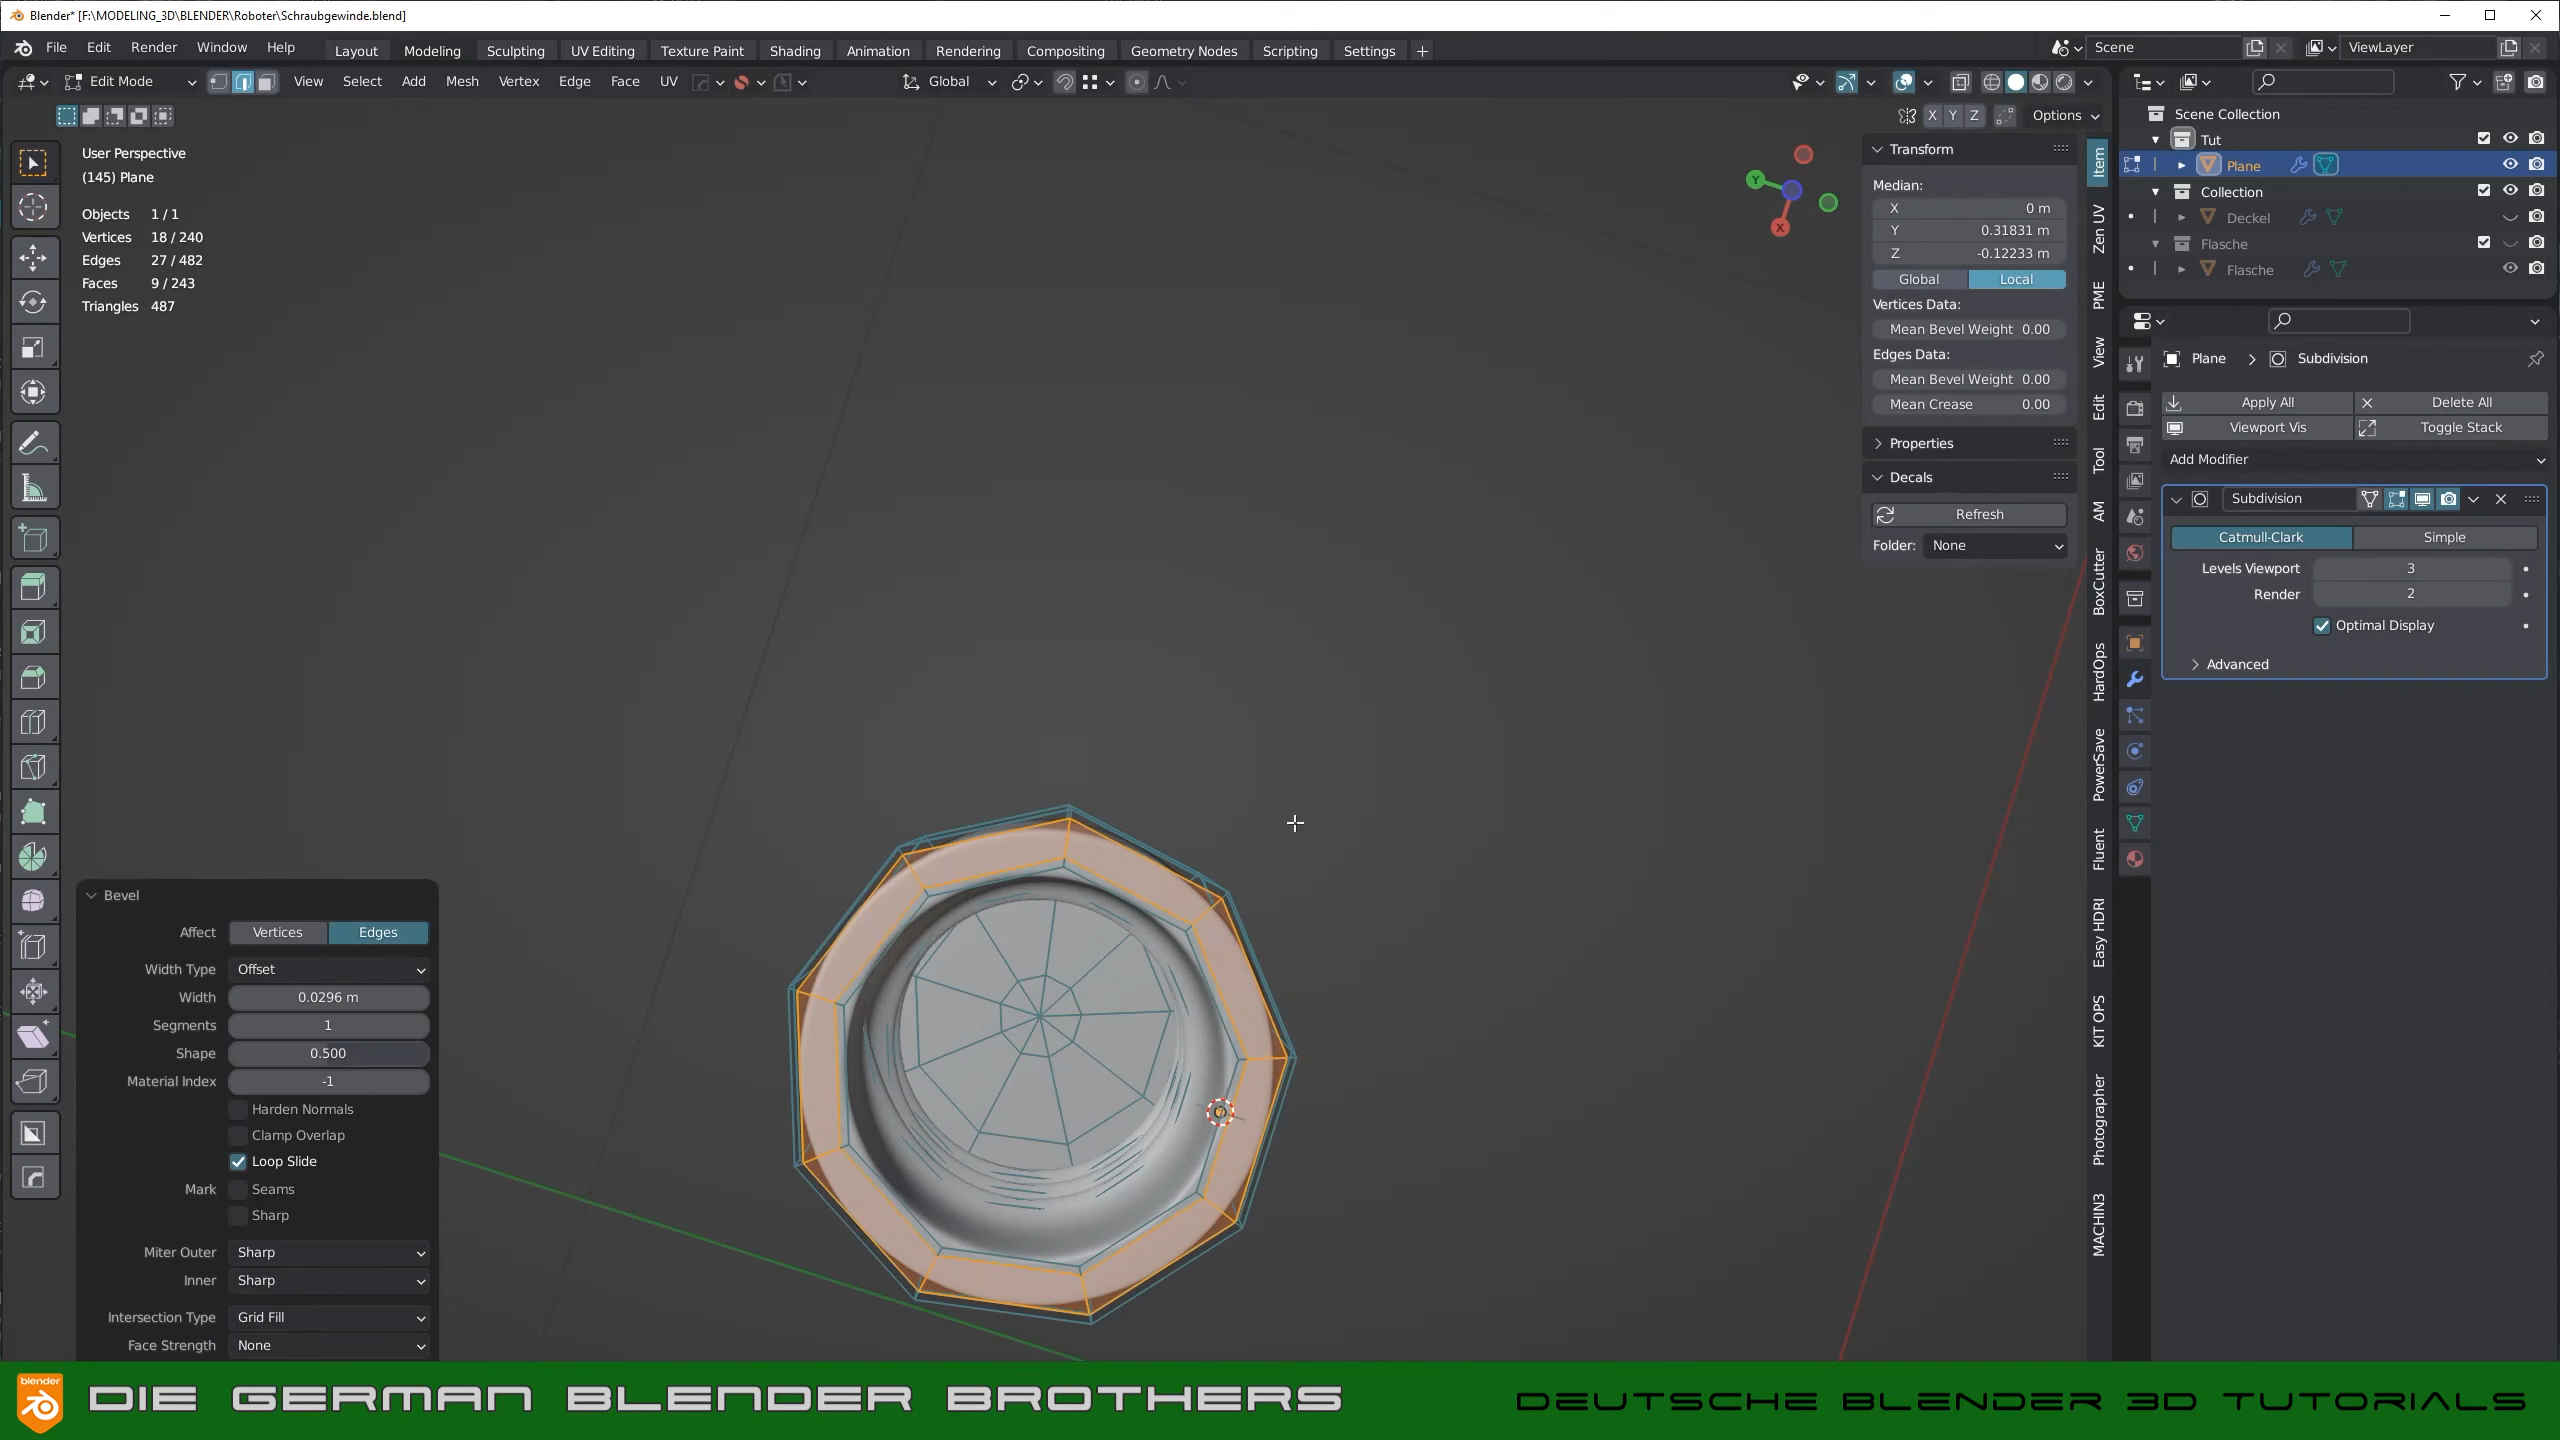 Blender* [F:\MODELING_3D\BLENDER\Roboter\Schraubgewinde.blend]
File Edit Render Window Help Layout Modeling Sculpting UV Editing Texture Paint Shading Animation Rendering Compositing Geometry Nodes Scripting Settings + Scene ViewLayer
Edit Mode View Select Add Mesh Vertex Edge Face UV Global
X Y Z Options
User Perspective
(145) Plane
Objects 1 / 1
Vertices 18 / 240
Edges 27 / 482
Faces 9 / 243
Triangles 487
Y
X
Transform
Median:
X 0 m
Y 0.31831 m
Z -0.12233 m
Global Local
Vertices Data:
Mean Bevel Weight 0.00
Edges Data:
Mean Bevel Weight 0.00
Mean Crease 0.00
Properties
Decals
Refresh
Folder: None
Item
Zen UV
PME
View
Edit
Tool
AM
BoxCutter
HardOps
PowerSave
Fluent
Easy HDRI
KIT OPS
Photographer
MACHIN3
Scene Collection
Tut
Plane
Collection
Deckel
Flasche
Flasche
Plane > Subdivision
Apply All Delete All
Viewport Vis Toggle Stack
Add Modifier
Subdivision
Catmull-Clark Simple
Levels Viewport 3
Render 2
Optimal Display
Advanced
Bevel
Affect Vertices Edges
Width Type Offset
Width 0.0296 m
Segments 1
Shape 0.500
Material Index -1
Harden Normals
Clamp Overlap
Loop Slide
Mark Seams
Sharp
Miter Outer Sharp
Inner Sharp
Intersection Type Grid Fill
Face Strength None
blender
DIE GERMAN BLENDER BROTHERS
DEUTSCHE BLENDER 3D TUTORIALS